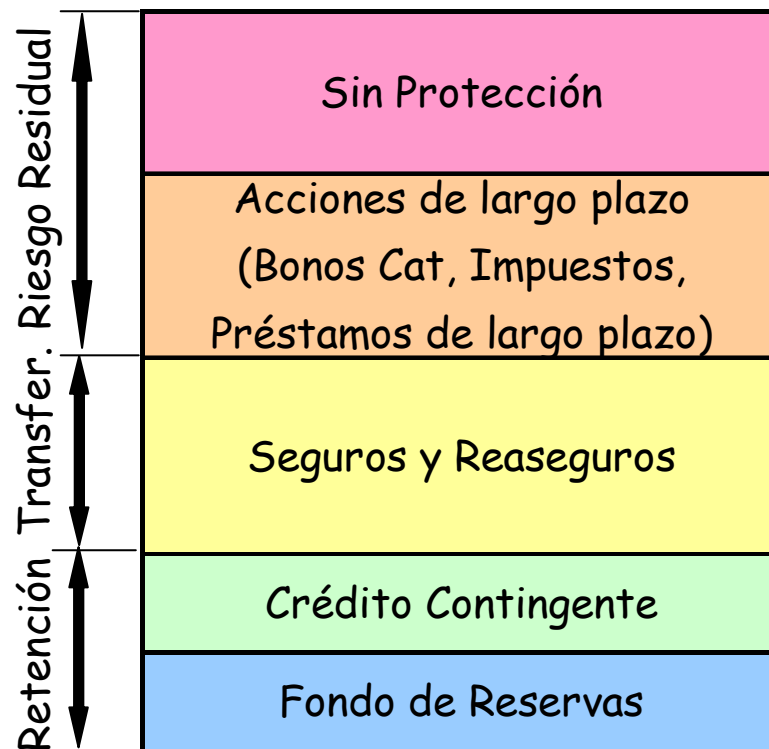 Riesgo Residual
Sin Protección
Acciones de largo plazo
(Bonos Cat, Impuestos,
Préstamos de largo plazo)
Transfer.
Seguros y Reaseguros
Retención
Crédito Contingente
Fondo de Reservas